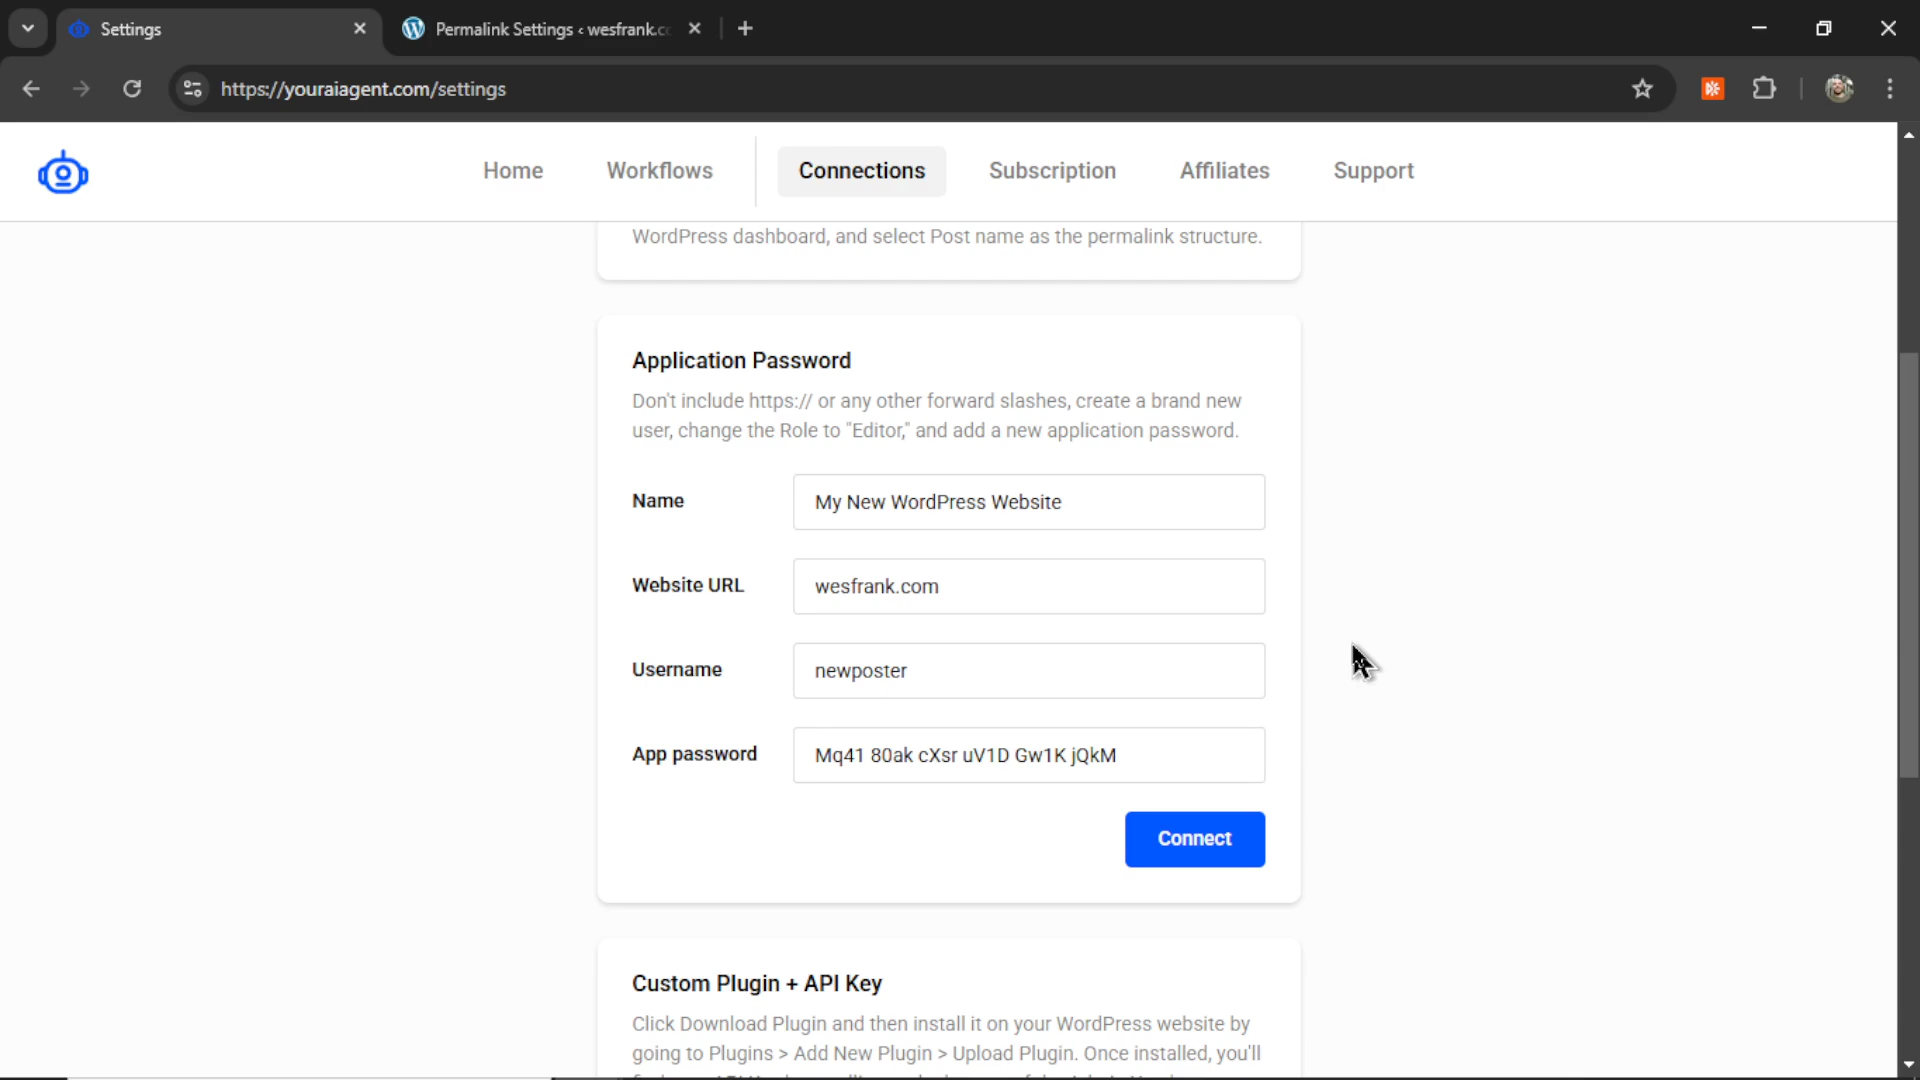 Settings
Permalink Settings ‹ wesfrank.co
https://youraiagent.com/settings
Home
Workflows
Connections
Subscription
Affiliates
Support
WordPress dashboard, and select Post name as the permalink structure.
Application Password
Don't include https:// or any other forward slashes, create a brand new
user, change the Role to "Editor," and add a new application password.
Name
My New WordPress Website
Website URL
wesfrank.com
Username
newposter
App password
Mq41 80ak cXsr uV1D Gw1K jQkM
Connect
Custom Plugin + API Key
Click Download Plugin and then install it on your WordPress website by
going to Plugins > Add New Plugin > Upload Plugin. Once installed, you'll